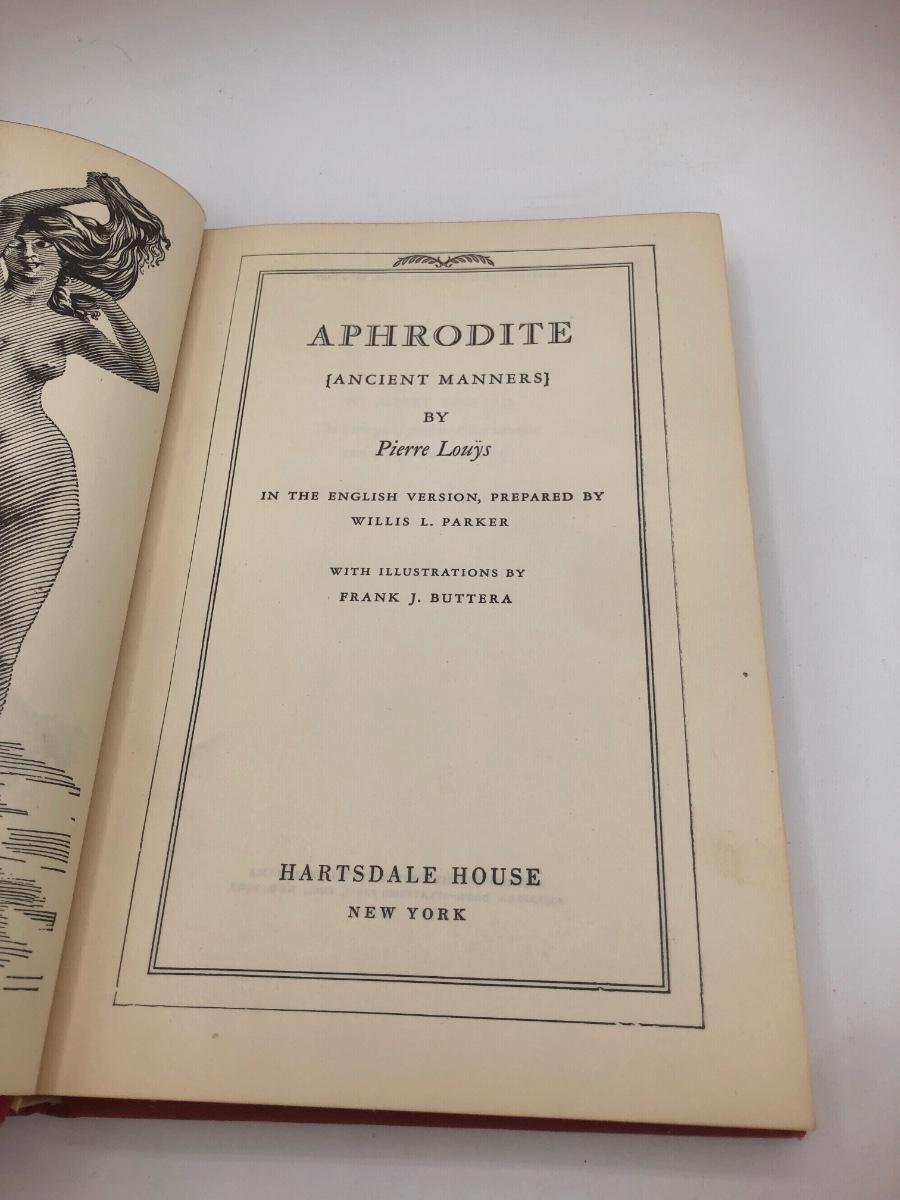 APHRODITE
{ANCIENT MANNERS}
BY
Pierre Louÿs
IN THE ENGLISH VERSION, PREPARED BY
WILLIS L. PARKER
WITH ILLUSTRATIONS BY
FRANK J. BUTTERA
HARTSDALE HOUSE
NEW YORK